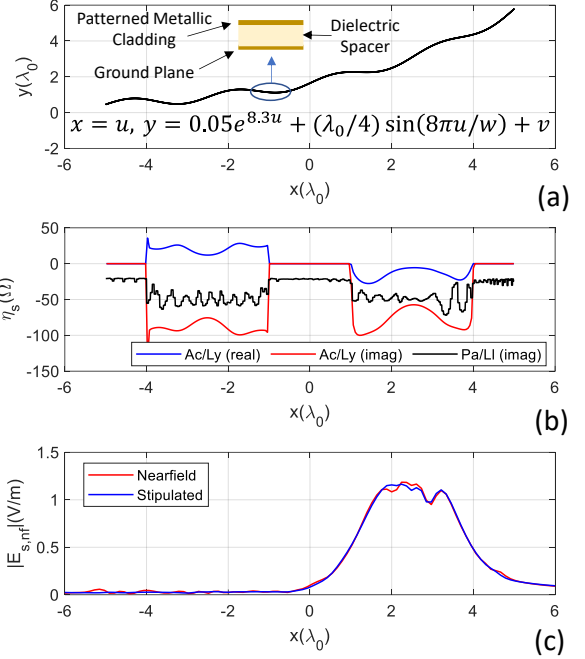 Patterned Metallic
Cladding
Dielectric
Spacer
Ground Plane
6
4
2
0
-2
y(λ0)
x = u, y = 0.05e^{8.3u} + (λ0/4) sin(8πu/w) + v
-6 -4 -2 0 2 4 6
x(λ0)
(a)
50
0
-50
-100
-150
ηs(Ω)
Ac/Ly (real) Ac/Ly (imag) Pa/Ll (imag)
-6 -4 -2 0 2 4 6
x(λ0)
(b)
1.5
1
0.5
0
|Es,nf|(V/m)
Nearfield
Stipulated
-6 -4 -2 0 2 4 6
x(λ0)
(c)